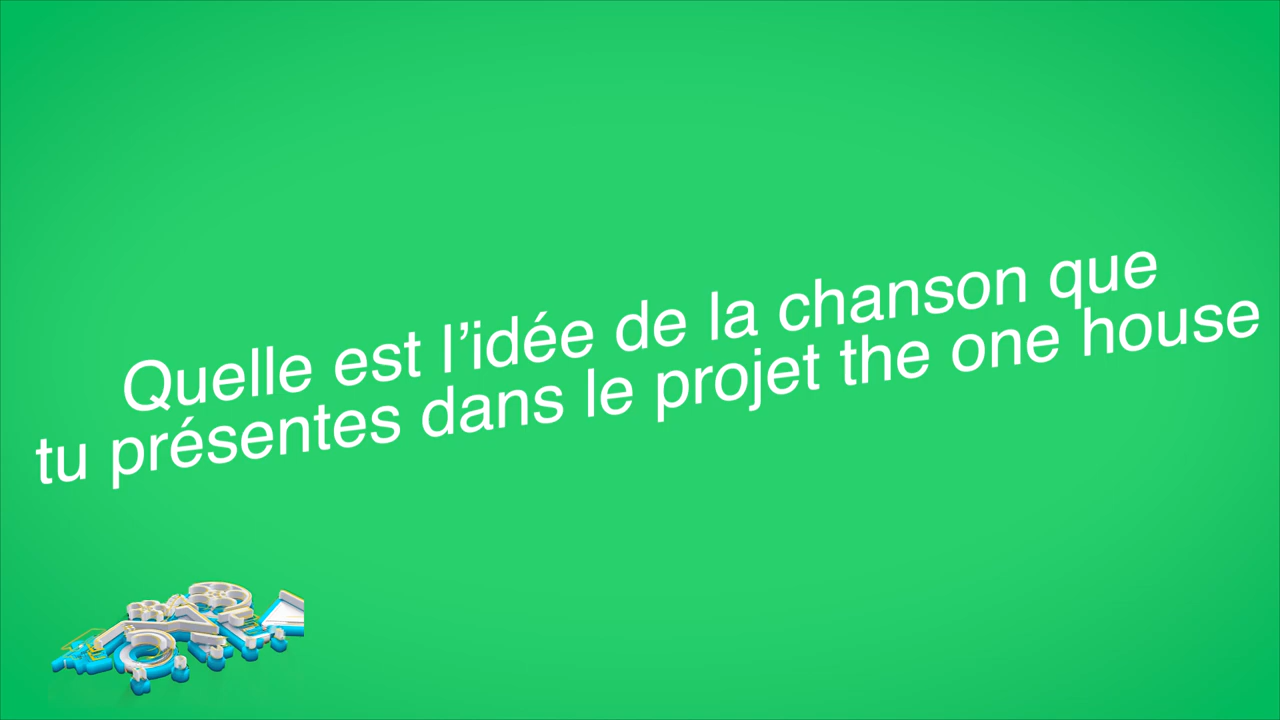 Quelle est l’idée de la chanson que
tu présentes dans le projet the one house